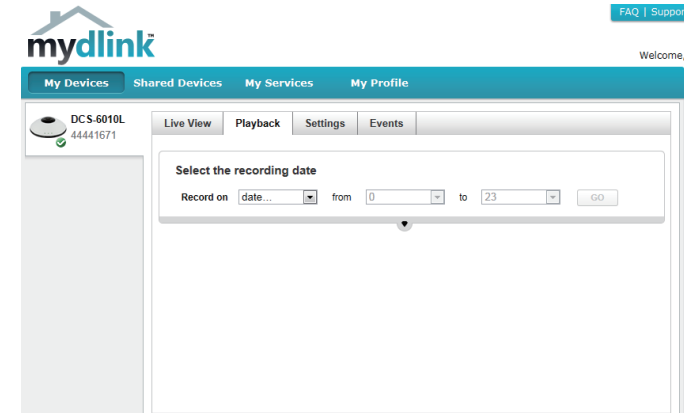 FAQ | Suppor
mydlink™
Welcome,
My Devices Shared Devices My Services My Profile
DCS-6010L
44441671
Live View Playback Settings Events
Select the recording date
Record on date... from 0 to 23 GO